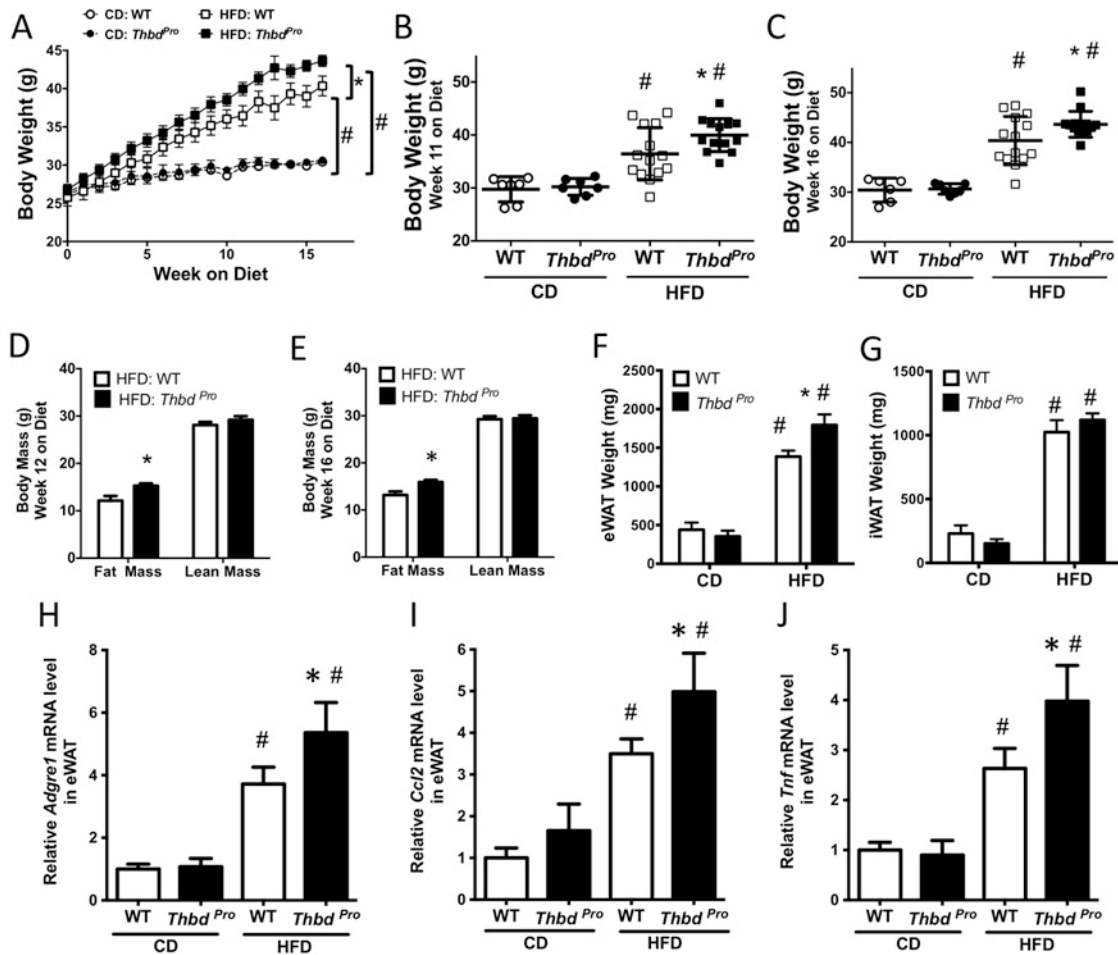 A
CD: WT
HFD: WT
CD: Thbd^Pro
HFD: Thbd^Pro
Body Weight (g)
45
40
35
30
25
20
0
5
10
15
Week on Diet
*
#
#
B
Body Weight (g)
Week 11 on Diet
50
40
30
20
#
* #
WT
Thbd^Pro
WT
Thbd^Pro
CD
HFD
C
Body Weight (g)
Week 16 on Diet
60
50
40
30
20
#
* #
WT
Thbd^Pro
WT
Thbd^Pro
CD
HFD
D
HFD: WT
HFD: Thbd^Pro
Body Mass (g)
Week 12 on Diet
40
30
20
10
0
*
Fat Mass
Lean Mass
E
HFD: WT
HFD: Thbd^Pro
Body Mass (g)
Week 16 on Diet
40
30
20
10
0
*
Fat Mass
Lean Mass
F
WT
Thbd^Pro
eWAT Weight (mg)
2500
2000
1500
1000
500
0
#
* #
CD
HFD
G
WT
Thbd^Pro
iWAT Weight (mg)
1500
1000
500
0
#
#
CD
HFD
H
Relative Adgre1 mRNA level
in eWAT
8
6
4
2
0
#
* #
WT
Thbd^Pro
WT
Thbd^Pro
CD
HFD
I
Relative Ccl2 mRNA level
in eWAT
6
5
4
3
2
1
0
#
* #
WT
Thbd^Pro
WT
Thbd^Pro
CD
HFD
J
Relative Tnf mRNA level
in eWAT
5
4
3
2
1
0
#
* #
WT
Thbd^Pro
WT
Thbd^Pro
CD
HFD